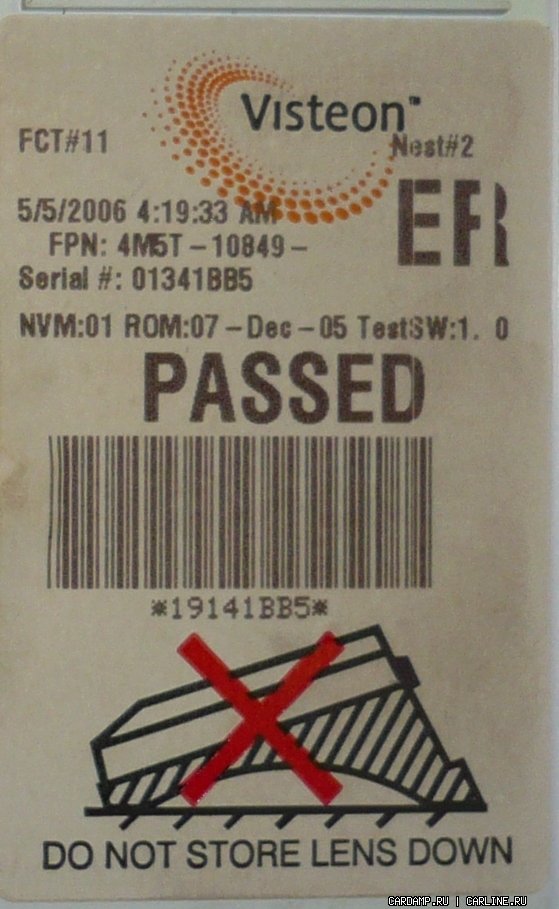 Visteon™
FCT#11 Nest#2
5/5/2006 4:19:33 AM ER
FPN: 4M5T-10849-
Serial #: 01341BB5
NVM:01 ROM:07-Dec-05 TestSW:1. 0
PASSED
*19141BB5*
DO NOT STORE LENS DOWN
CARDAMP.RU | CARLINE.RU